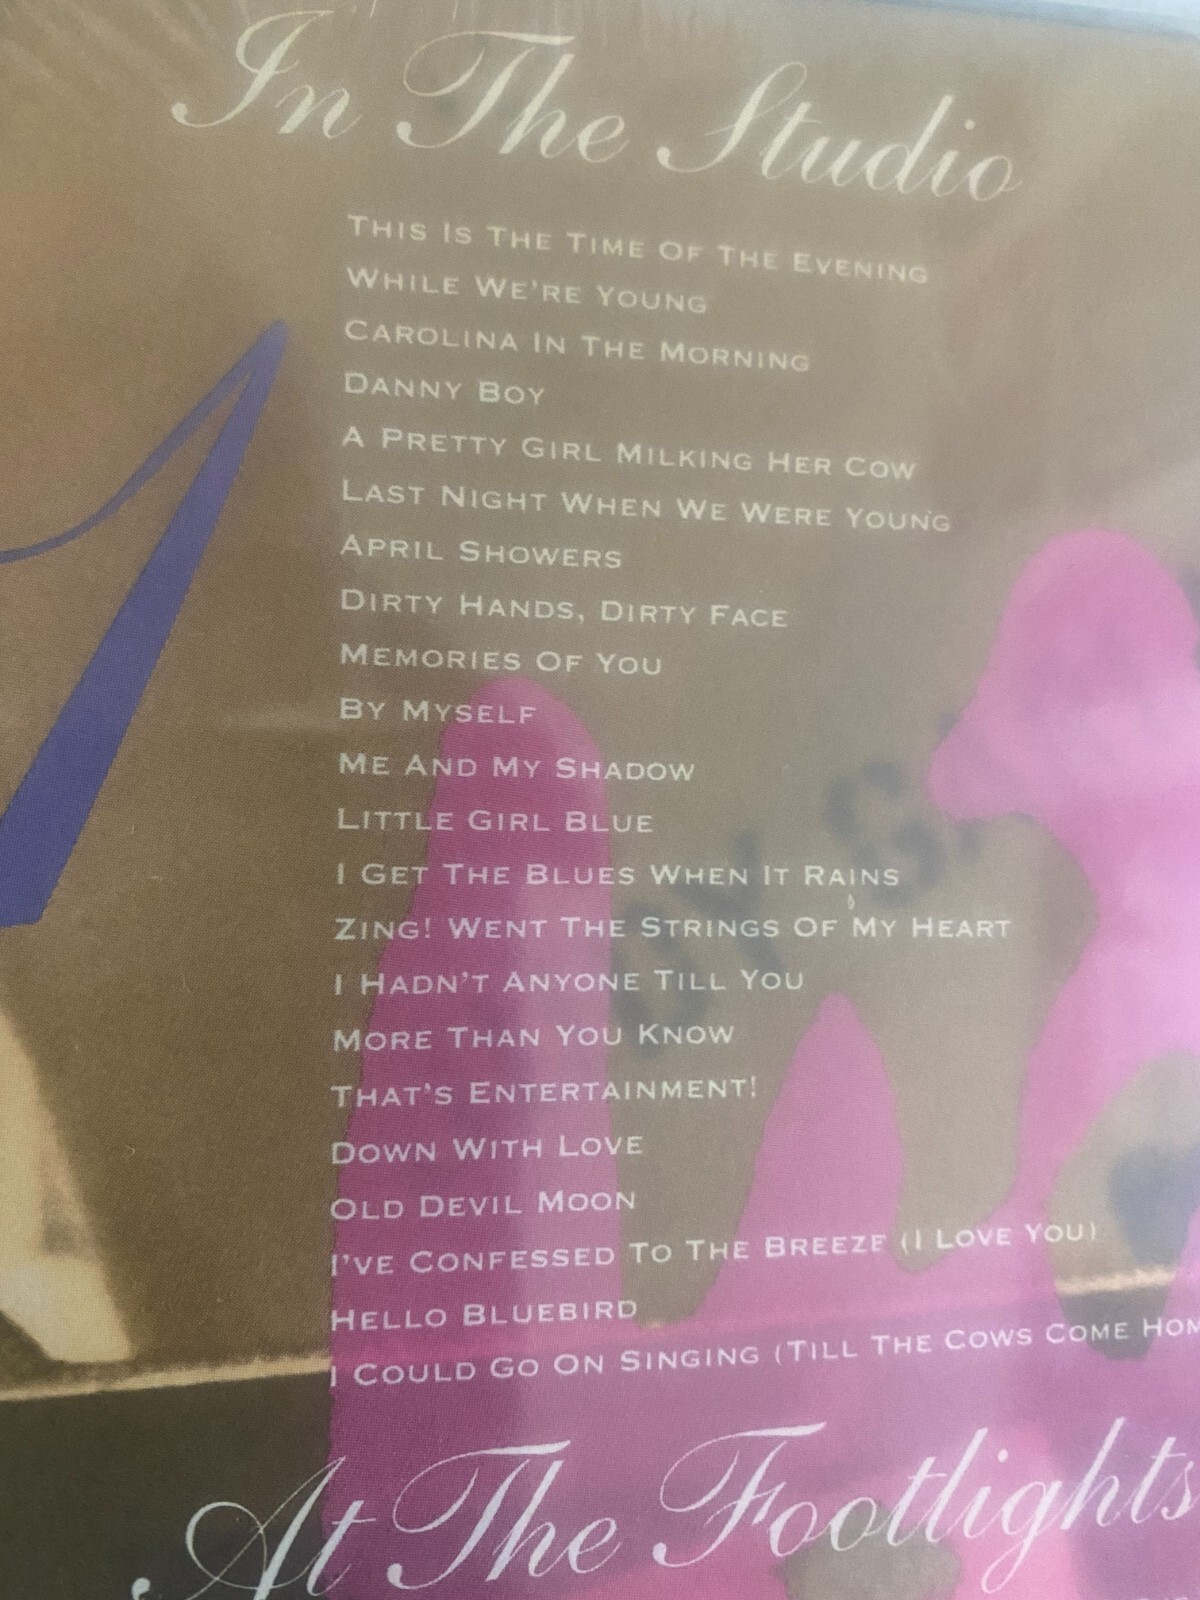 In The Studio
THIS IS THE TIME OF THE EVENING
WHILE WE'RE YOUNG
CAROLINA IN THE MORNING
DANNY BOY
A PRETTY GIRL MILKING HER COW
LAST NIGHT WHEN WE WERE YOUNG
APRIL SHOWERS
DIRTY HANDS, DIRTY FACE
MEMORIES OF YOU
BY MYSELF
ME AND MY SHADOW
LITTLE GIRL BLUE
I GET THE BLUES WHEN IT RAINS
ZING! WENT THE STRINGS OF MY HEART
I HADN'T ANYONE TILL YOU
MORE THAN YOU KNOW
THAT'S ENTERTAINMENT!
DOWN WITH LOVE
OLD DEVIL MOON
I'VE CONFESSED TO THE BREEZE (I LOVE YOU)
HELLO BLUEBIRD
I COULD GO ON SINGING (TILL THE COWS COME HOM
At The Footlights